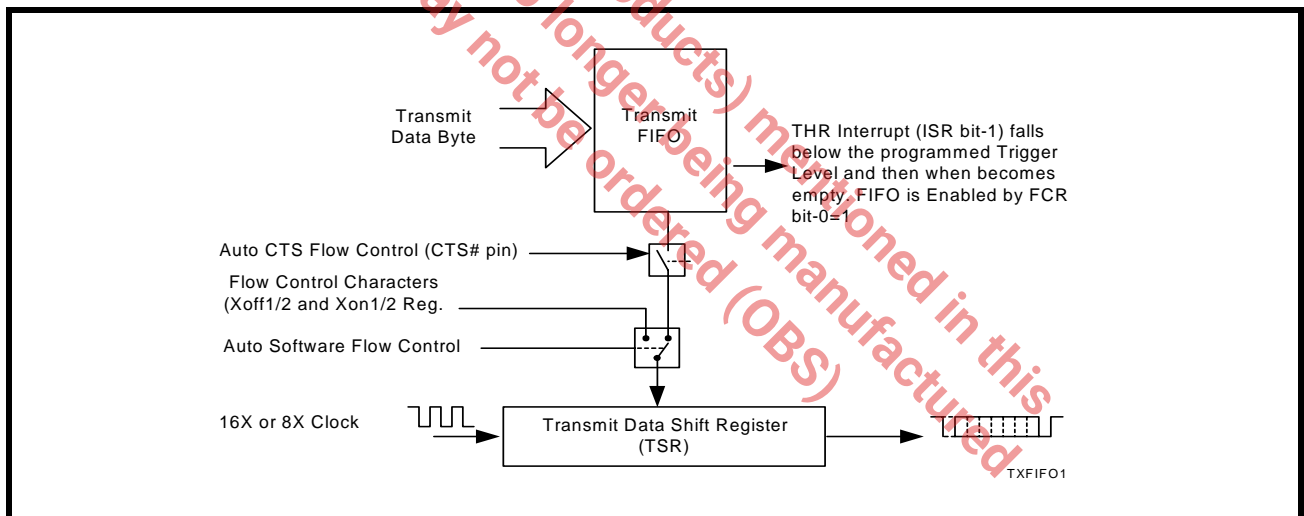 Transmit
Data Byte
Transmit
FIFO
THR Interrupt (ISR bit-1) falls
below the programmed Trigger
Level and then when becomes
empty. FIFO is Enabled by FCR
bit-0=1
Auto CTS Flow Control (CTS# pin)
Flow Control Characters
(Xoff1/2 and Xon1/2 Reg.
Auto Software Flow Control
16X or 8X Clock
Transmit Data Shift Register
(TSR)
TXFIFO1
oducts) mentioned in this
longer being manufactured
ay not be ordered (OBS)